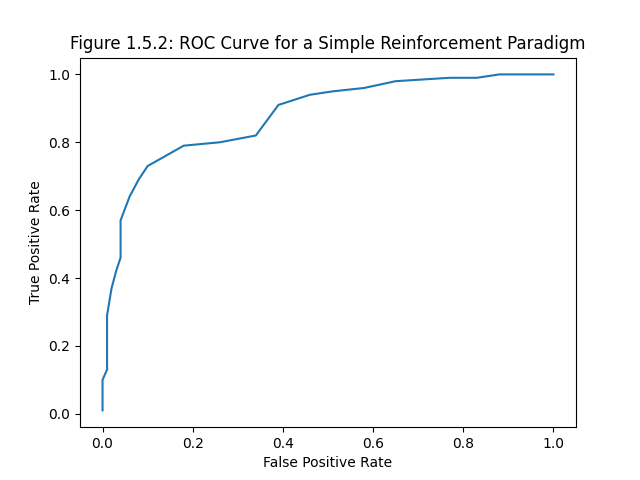 Figure 1.5.2: ROC Curve for a Simple Reinforcement Paradigm
1.0
0.8
0.6
0.4
0.2
0.0
True Positive Rate
0.0 0.2 0.4 0.6 0.8 1.0
False Positive Rate